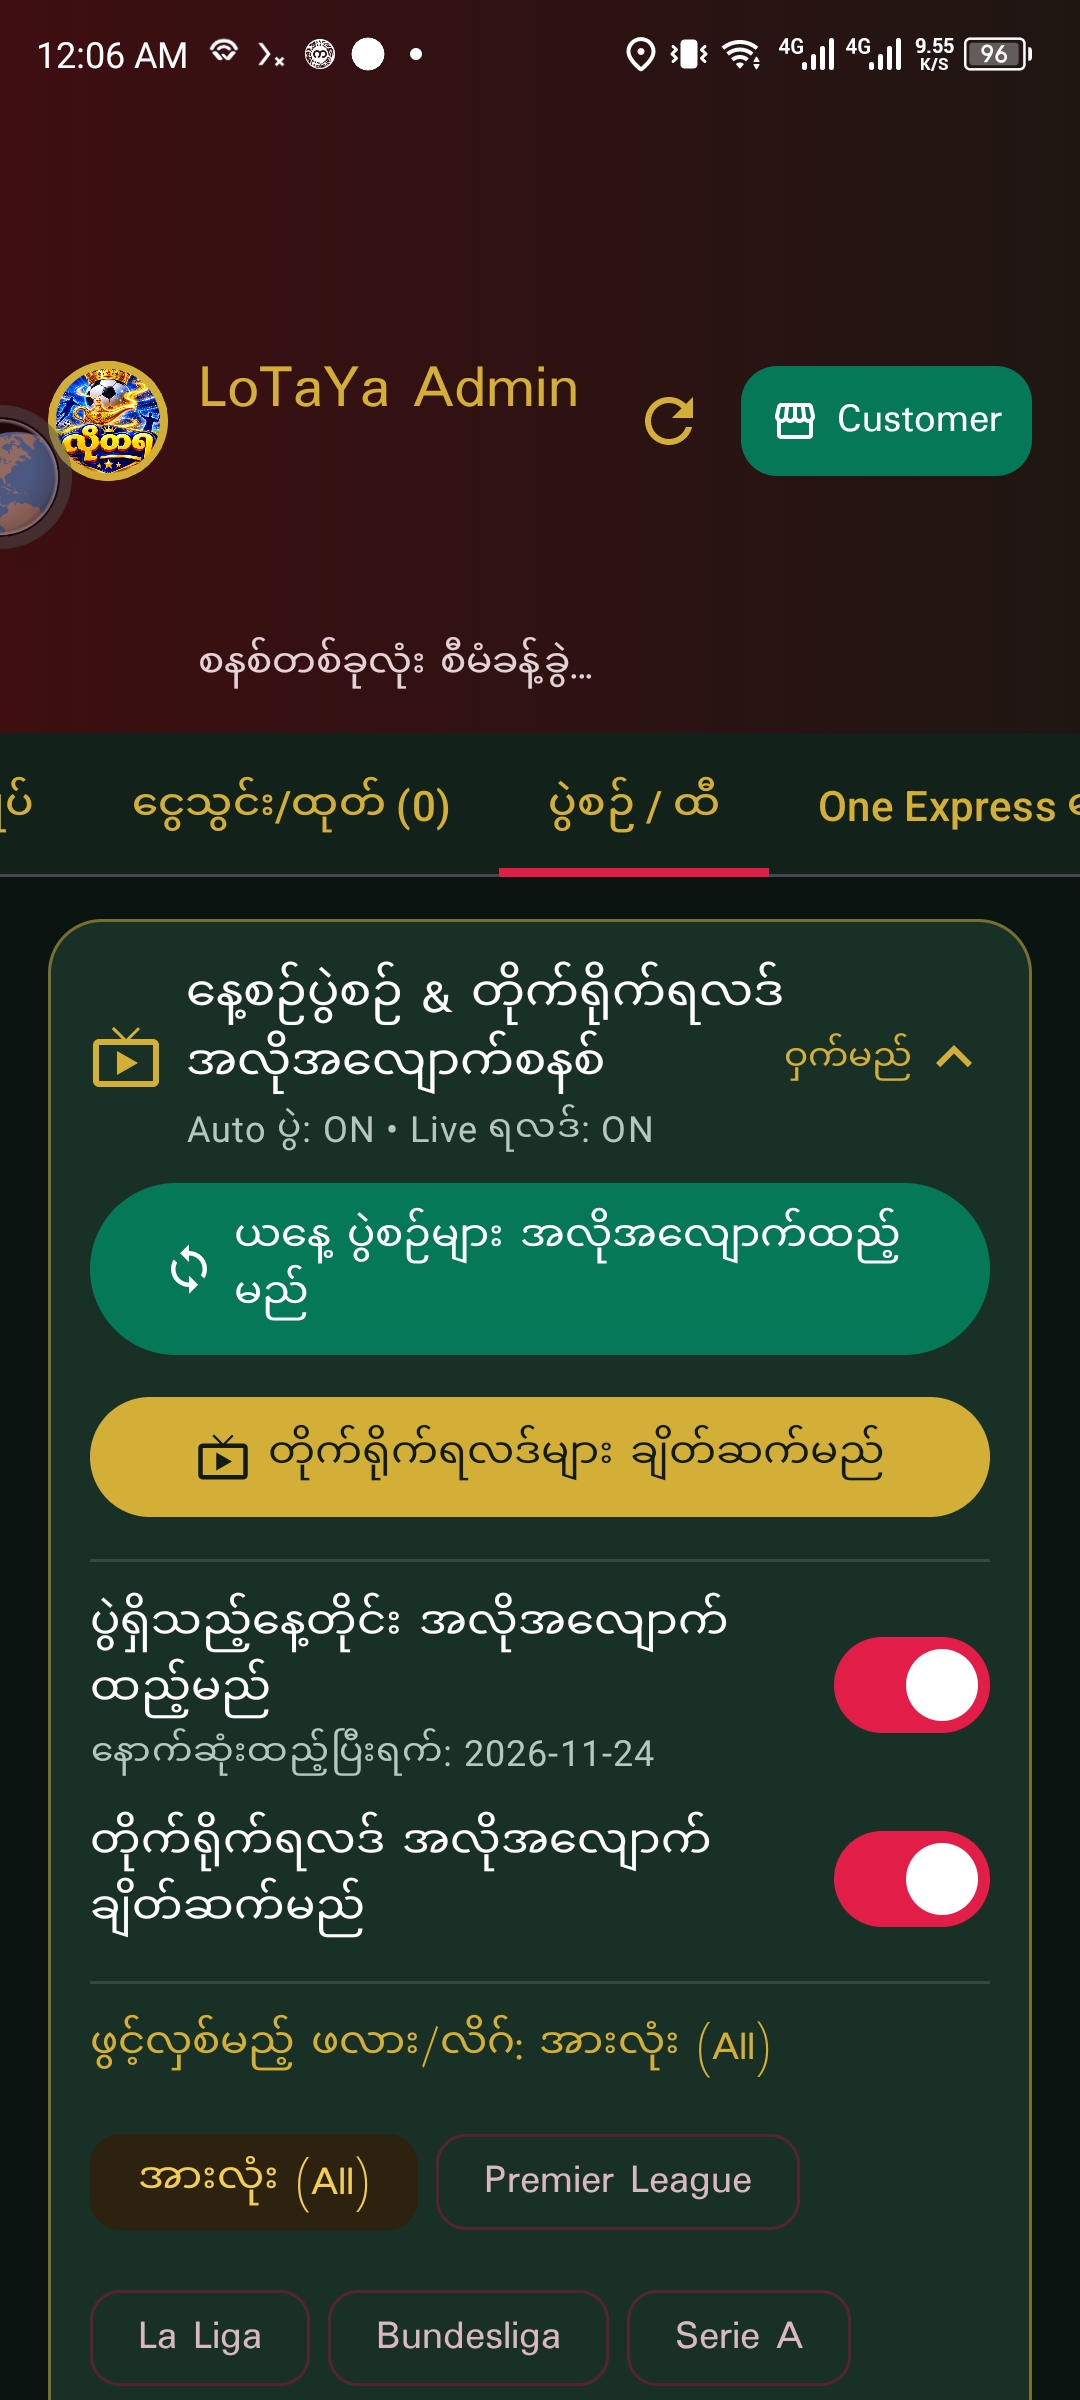 12:06 AM
4G
4G
9.55
K/S
96
LoTaYa Admin
Customer
လိုတရ
စနစ်တစ်ခုလုံး စီမံခန့်ခွဲ...
ငွေသွင်း/ထုတ် (0)
ပွဲစဉ် / ထီ
One Express
နေ့စဉ်ပွဲစဉ် & တိုက်ရိုက်ရလဒ်
အလိုအလျောက်စနစ်
ဝှက်မည်
Auto ပွဲ: ON • Live ရလဒ်: ON
ယနေ့ ပွဲစဉ်များ အလိုအလျောက်ထည့်
မည်
တိုက်ရိုက်ရလဒ်များ ချိတ်ဆက်မည်
ပွဲရှိသည့်နေ့တိုင်း အလိုအလျောက်
ထည့်မည်
နောက်ဆုံးထည့်ပြီးရက်: 2026-11-24
တိုက်ရိုက်ရလဒ် အလိုအလျောက်
ချိတ်ဆက်မည်
ဖွင့်လှစ်မည့် ဖလား/လိဂ်: အားလုံး (All)
အားလုံး (All)
Premier League
La Liga
Bundesliga
Serie A